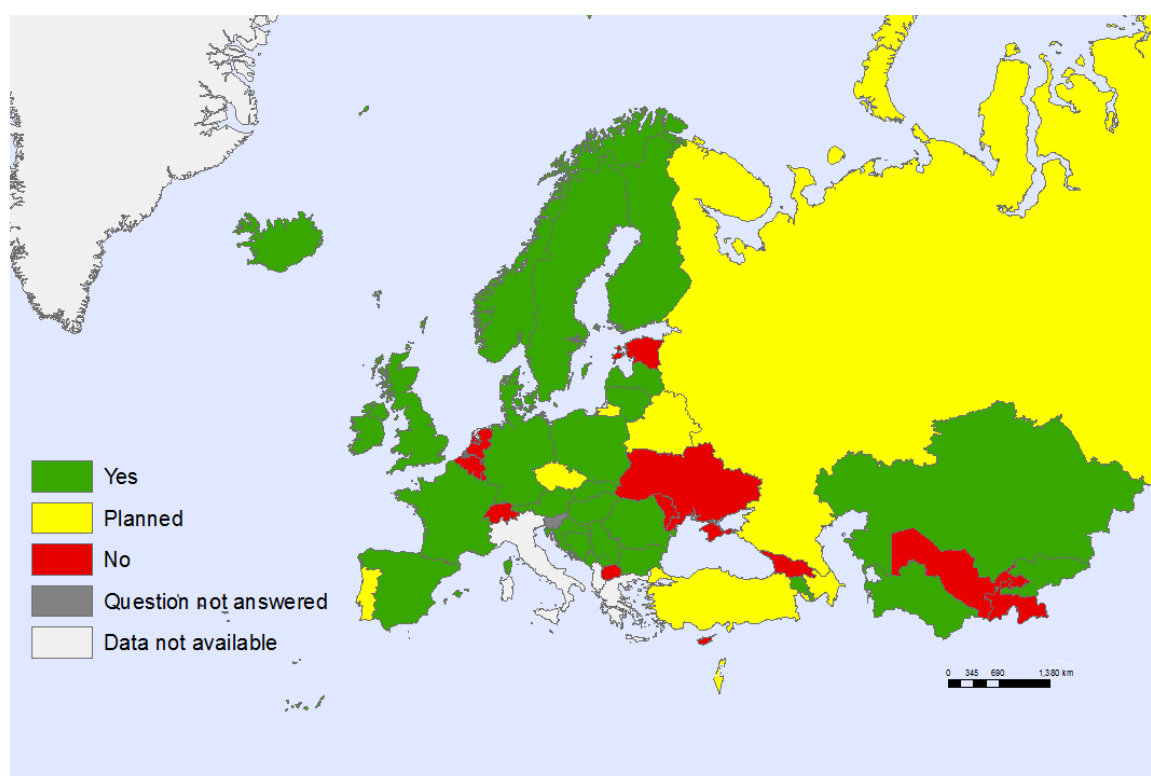 Yes
Planned
No
Question not answered
Data not available
0 345 690 1,380 km